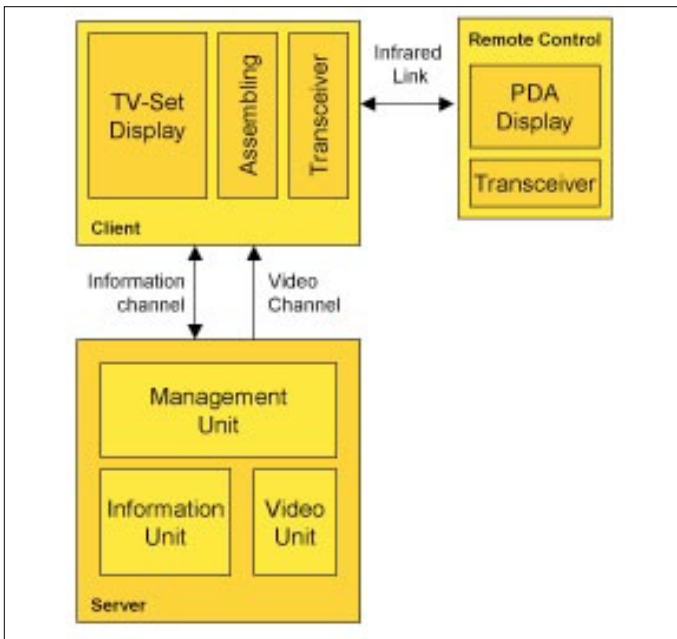 TV-Set
Display
Assembling
Transceiver
Client
Infrared
Link
Remote Control
PDA
Display
Transceiver
Information
channel
Video
Channel
Management
Unit
Information
Unit
Video
Unit
Server